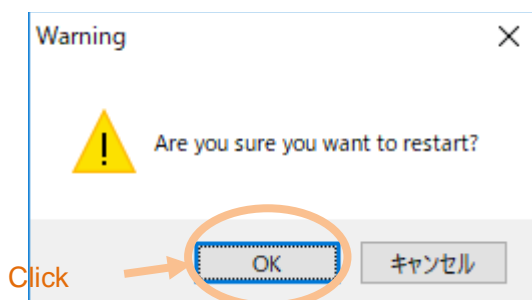 Warning
Are you sure you want to restart?
OK
キャンセル
Click